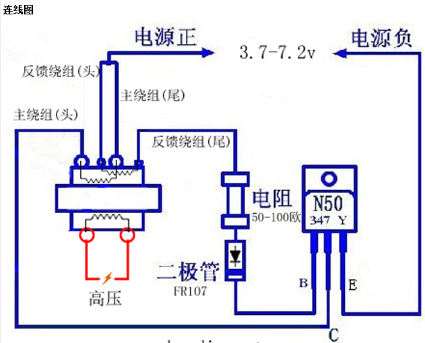 连线图
电源正
3.7-7.2v
电源负
反馈绕组(头)
主绕组(尾)
主绕组(头)
反馈绕组(尾)
电阻
50-100欧
N50
347 Y
二极管
FR107
高压
B
E
C